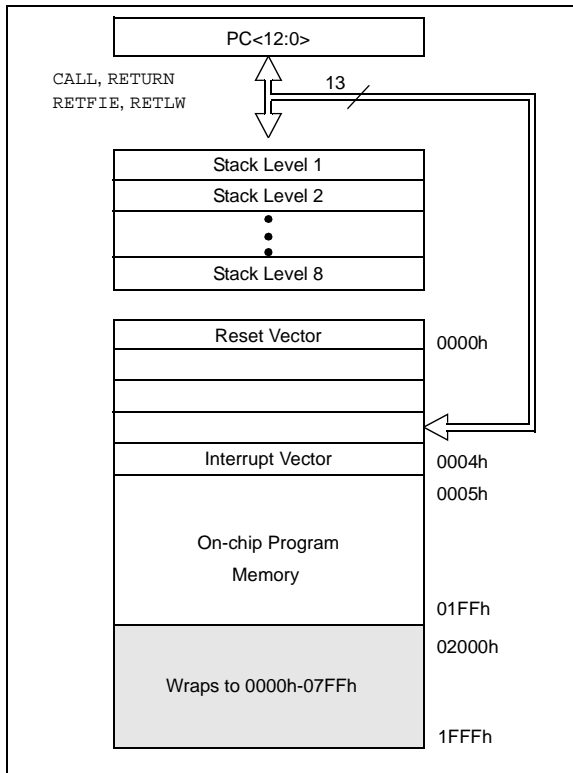 PC<12:0>
CALL, RETURN
RETFIE, RETLW
13
Stack Level 1
Stack Level 2
Stack Level 8
Reset Vector
0000h
Interrupt Vector
0004h
0005h
On-chip Program
Memory
01FFh
02000h
Wraps to 0000h-07FFh
1FFFh